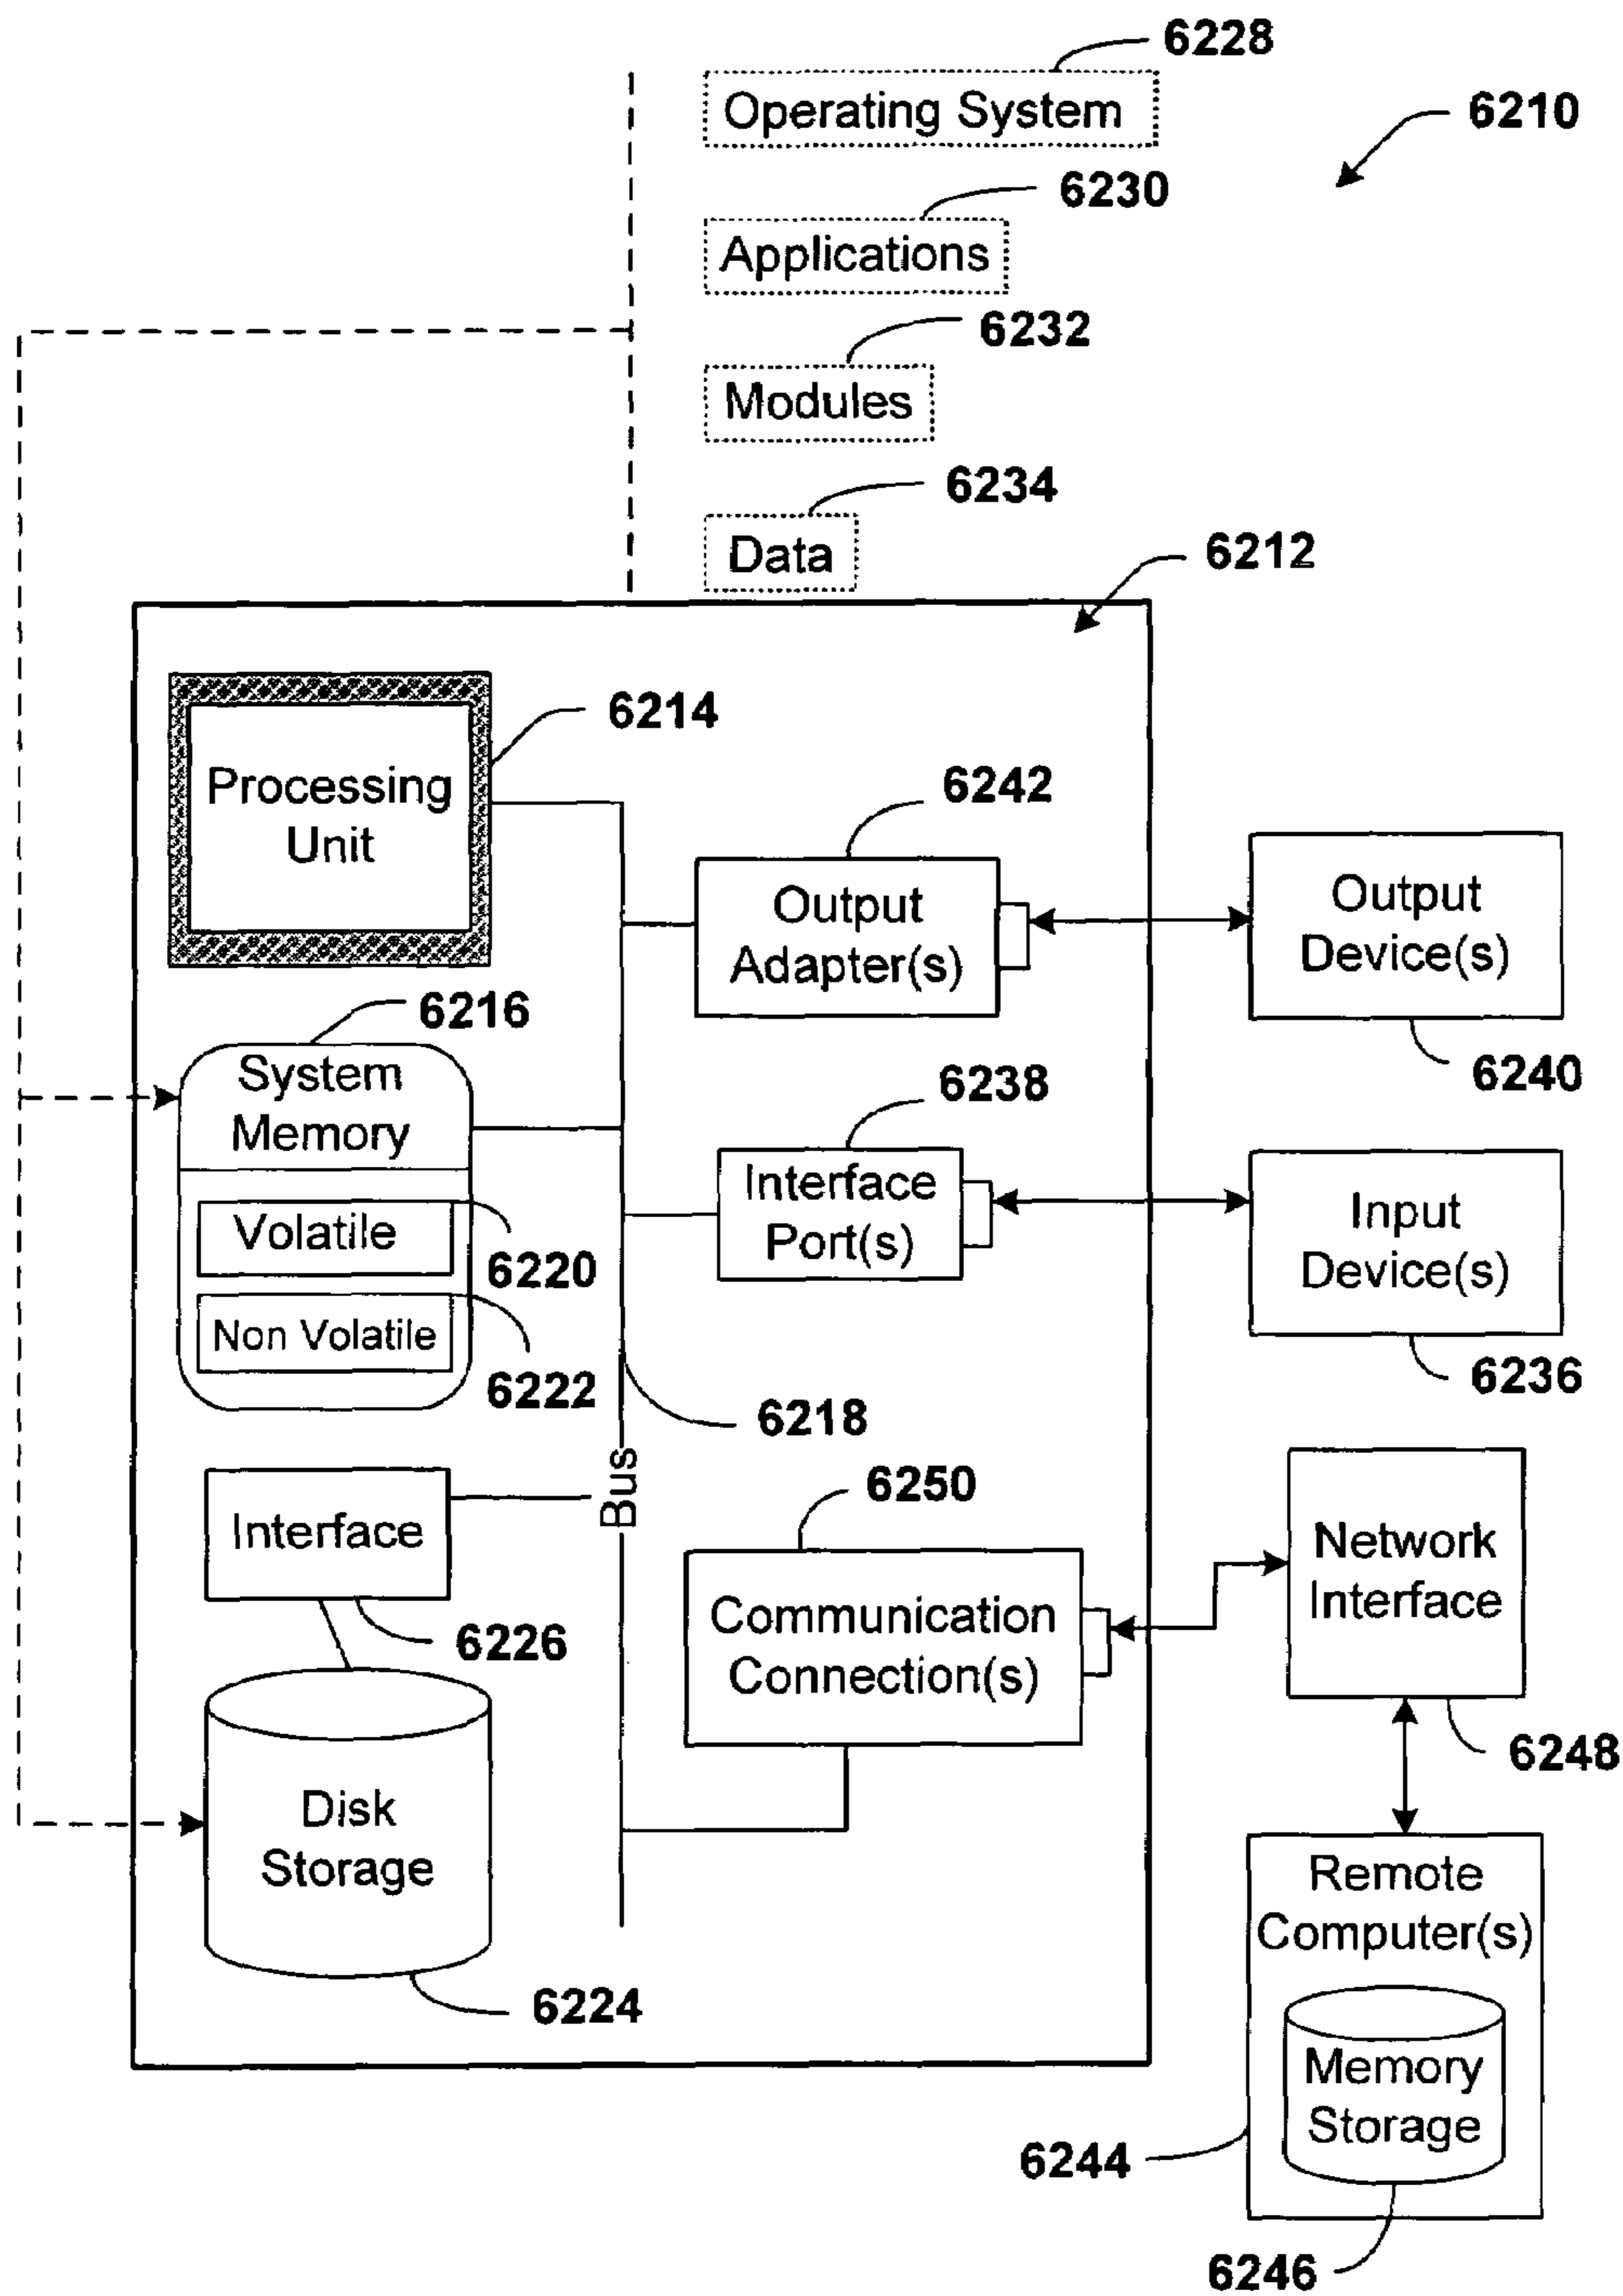 6228
Operating System
6210
6230
Applications
6232
Modules
6234
Data
6212
6214
Processing
Unit
6242
Output
Adapter(s)
Output
Device(s)
6240
6216
System
Memory
Volatile
6220
Non Volatile
6222
6238
Interface
Port(s)
Input
Device(s)
6236
6218
Bus
Interface
6226
6250
Communication
Connection(s)
Network
Interface
6248
Disk
Storage
6224
Remote
Computer(s)
Memory
Storage
6244
6246